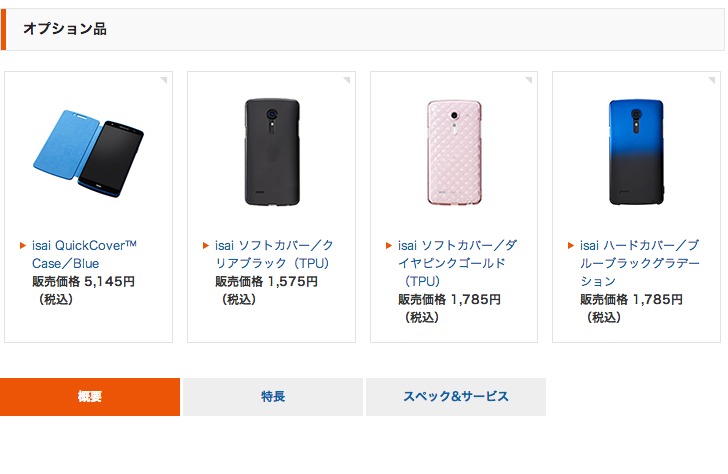 オプション品
isai QuickCover™
Case／Blue
販売価格 5,145円
（税込）
isai ソフトカバー／ク
リアブラック（TPU）
販売価格 1,575円
（税込）
isai ソフトカバー／ダ
イヤピンクゴールド
（TPU）
販売価格 1,785円
（税込）
isai ハードカバー／ブ
ルーブラックグラデー
ション
販売価格 1,785円
（税込）
概要
特長
スペック&サービス